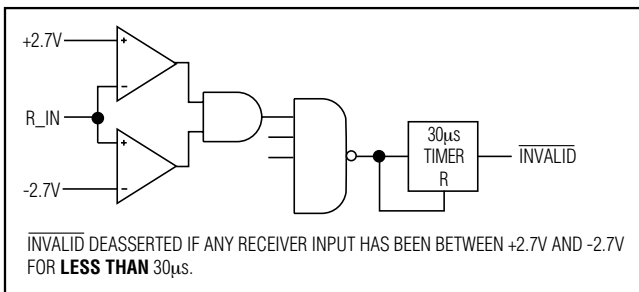 +2.7V
+
-
R_IN
+
-
-2.7V
30µs
TIMER
R
INVALID
INVALID DEASSERTED IF ANY RECEIVER INPUT HAS BEEN BETWEEN +2.7V AND -2.7V
FOR LESS THAN 30µs.